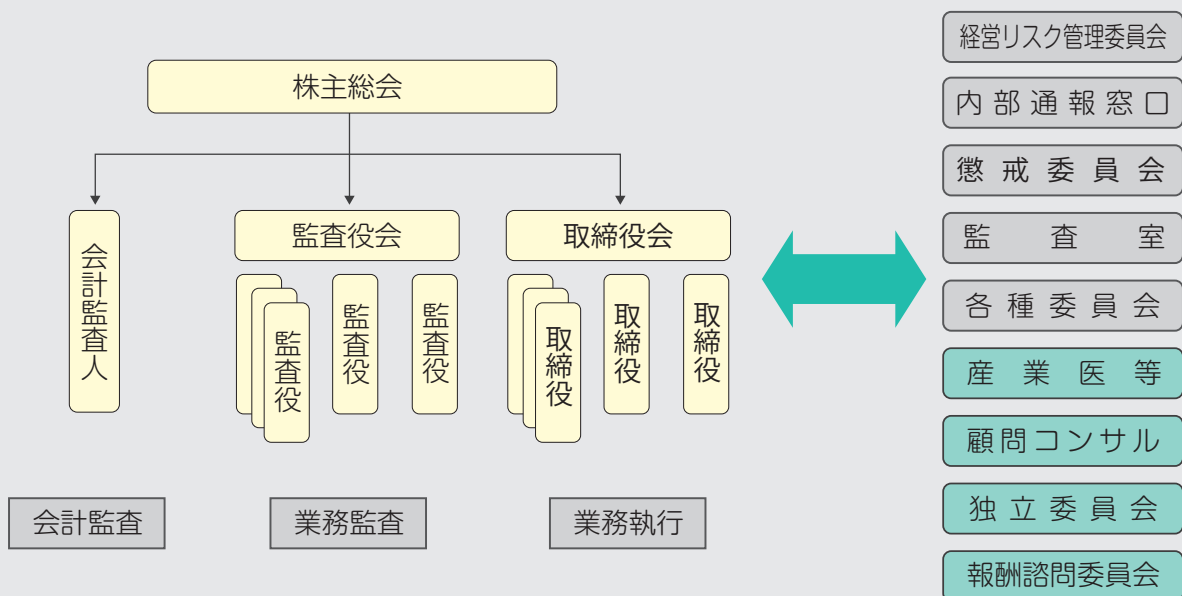 株主総会
会計監査人
監査役会
監査役
監査役
監査役
取締役会
取締役
取締役
取締役
会計監査
業務監査
業務執行
経営リスク管理委員会
内部通報窓口
懲戒委員会
監査室
各種委員会
産業医等
顧問コンサル
独立委員会
報酬諮問委員会